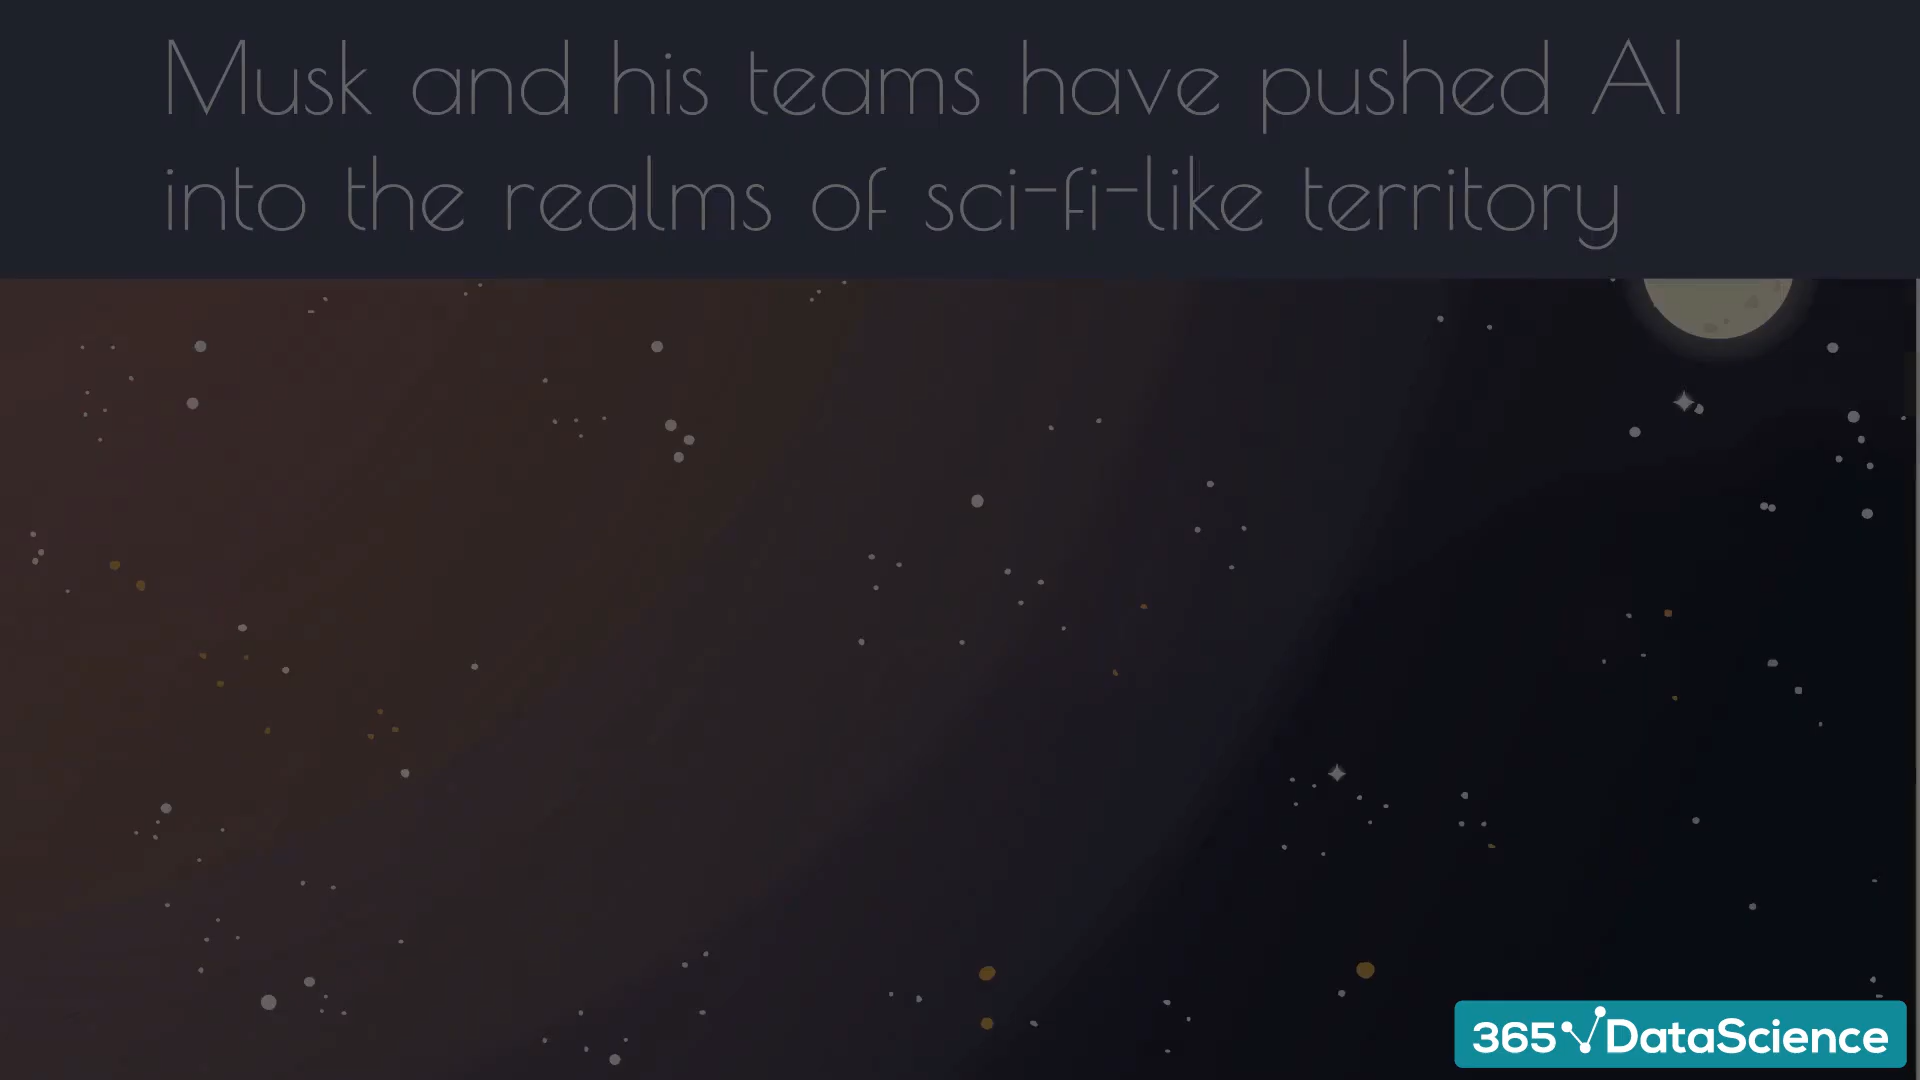 Musk and his teams have pushed AI
into the realms of sci-fi-like territory
365 DataScience